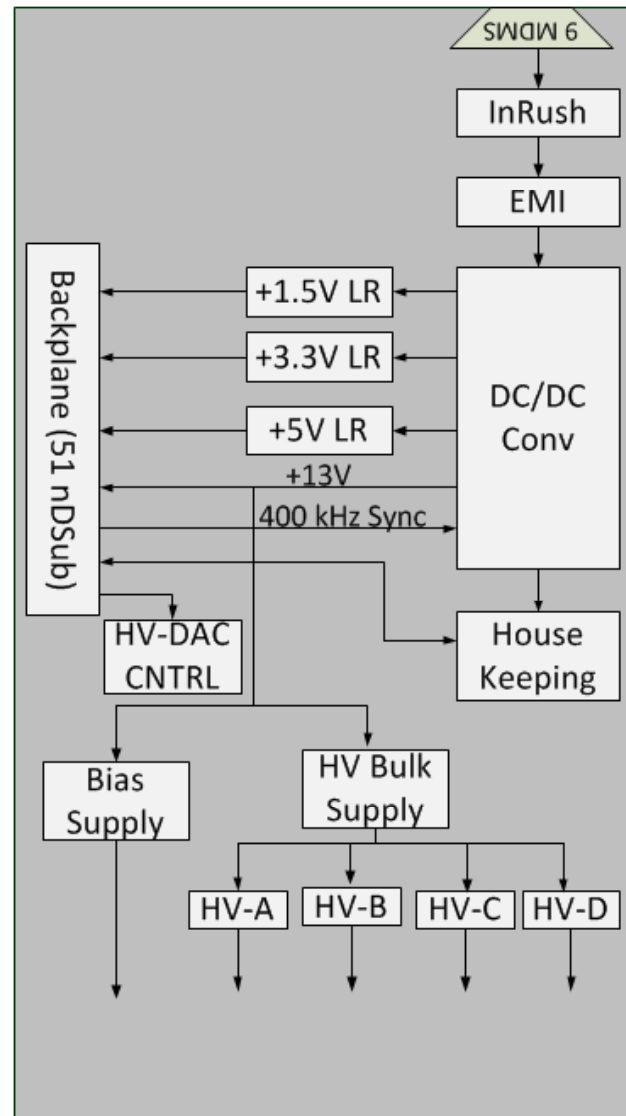 9 MDMS
InRush
EMI
Backplane (51 nDSub)
+1.5V LR
+3.3V LR
+5V LR
DC/DC
Conv
+13V
400 kHz Sync
HV-DAC
CNTRL
House
Keeping
Bias
Supply
HV Bulk
Supply
HV-A
HV-B
HV-C
HV-D